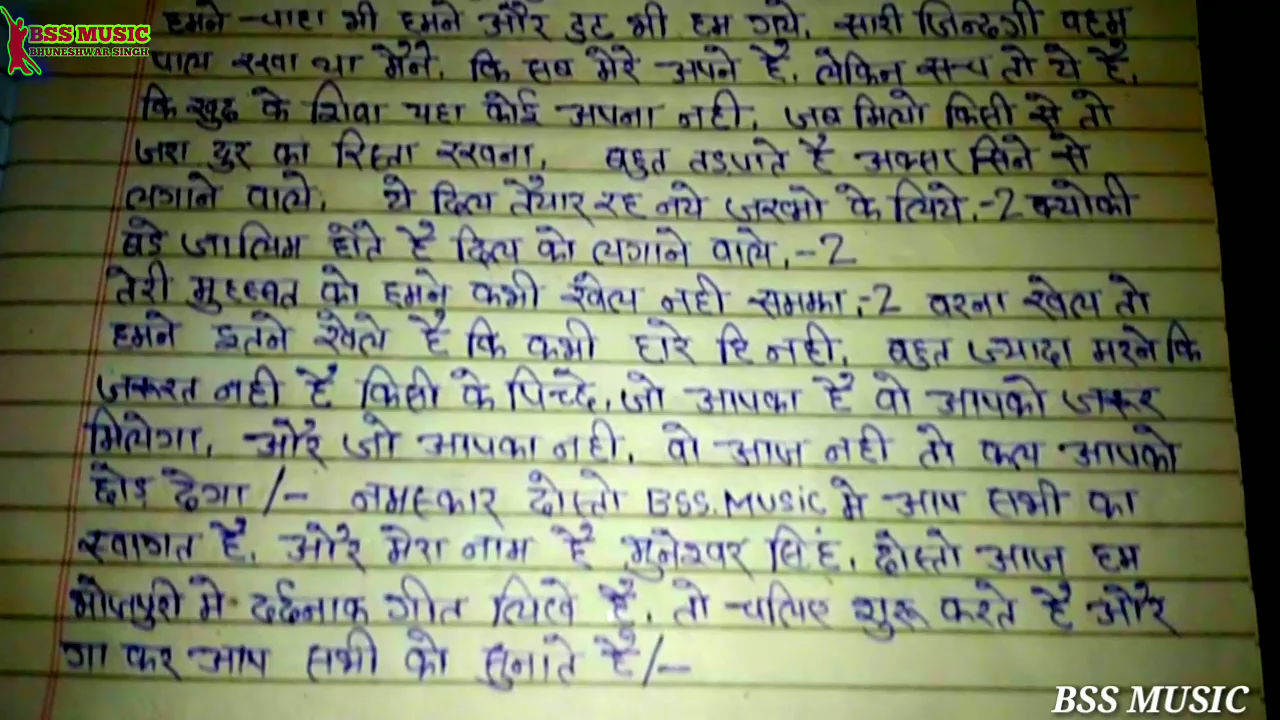 BSS MUSIC
BHUNESHWAR SINGH
हमने चाहा भी हमने और टुट भी हम गये, सारी जिन्दगी वहम
पाल रखा था मैने, कि सब मेरे अपने है, लेकिन सच तो ये है,
कि खुद के शिवा यहा कोई अपना नही, जब मिलो किसी से तो
जरा दुर का रिस्ता रखना, बहुत तडपाते है अक्सर सिने से
लगाने वाले, ये दिल तैयार रह नये जख्मो के लिये,-2 क्योकी
बडे जालिम होते है दिल को लगाने वाले,-2
तेरी मुहब्बत को हमने कभी खेल नही समझा,-2 वरना खेल तो
हमने इतने खेले है कि कभी हारे हि नही, बहुत ज्यादा मरने कि
जरूरत नही है किसी के पिच्छे, जो आपका है वो आपको जरूर
मिलेगा, और जो आपका नही, वो आज नही तो कल आपको
छोड देगा /- नमस्कार दोस्तो BSS.MUSIC मे आप सभी का
स्वागत है, और मेरा नाम है भुनेश्वर सिंह, दोस्तो आज हम
भोजपुरी मे दर्दनाक गीत लिखे है, तो चलिए शुरू करते है और
गा कर आप सभी को सुनाते है/-
BSS MUSIC